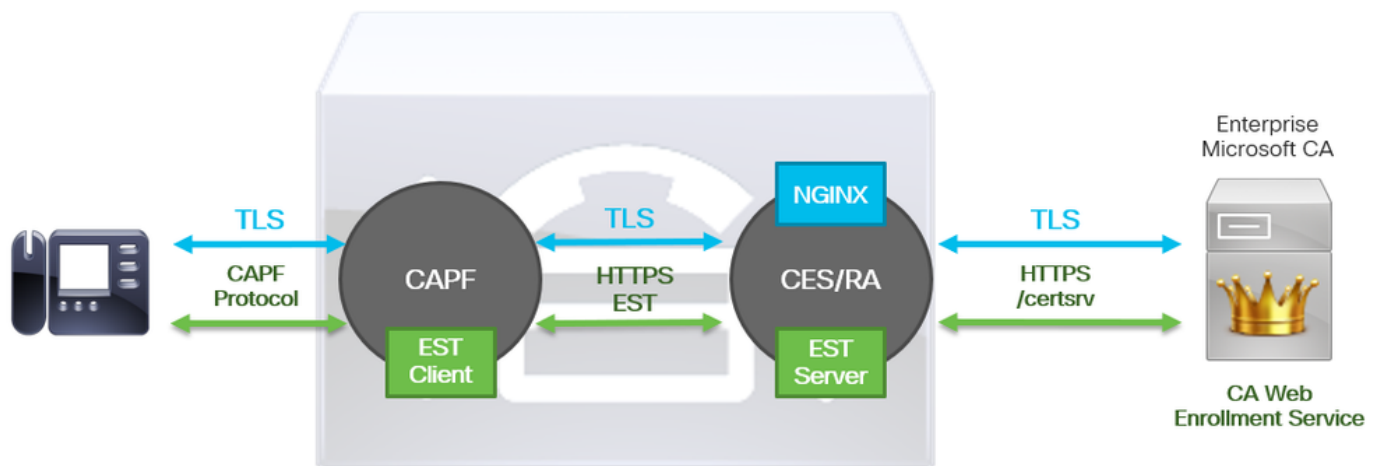 Enterprise
Microsoft CA
NGINX
TLS
TLS
TLS
CAPF
Protocol
CAPF
HTTPS
EST
CES/RA
HTTPS
/certsrv
EST
Client
EST
Server
CA Web
Enrollment Service